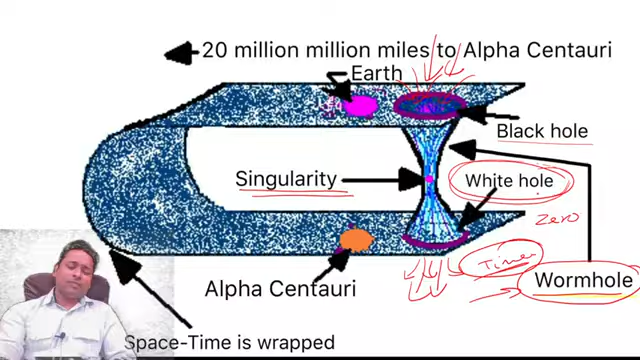 20 million million miles to Alpha Centauri
Earth
Black hole
Singularity
White hole
zero
Time
Wormhole
Alpha Centauri
Space-Time is wrapped